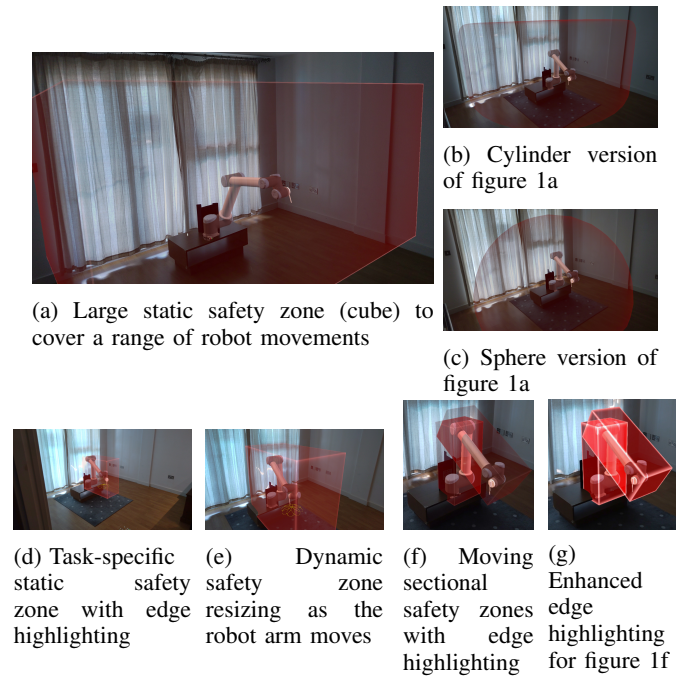 (a) Large static safety zone (cube) to
cover a range of robot movements
(b) Cylinder version
of figure 1a
(c) Sphere version of
figure 1a
(d) Task-specific
static safety
zone with edge
highlighting
(e) Dynamic
safety zone
resizing as the
robot arm moves
(f) Moving
sectional
safety zones
with edge
highlighting
(g)
Enhanced
edge
highlighting
for figure 1f